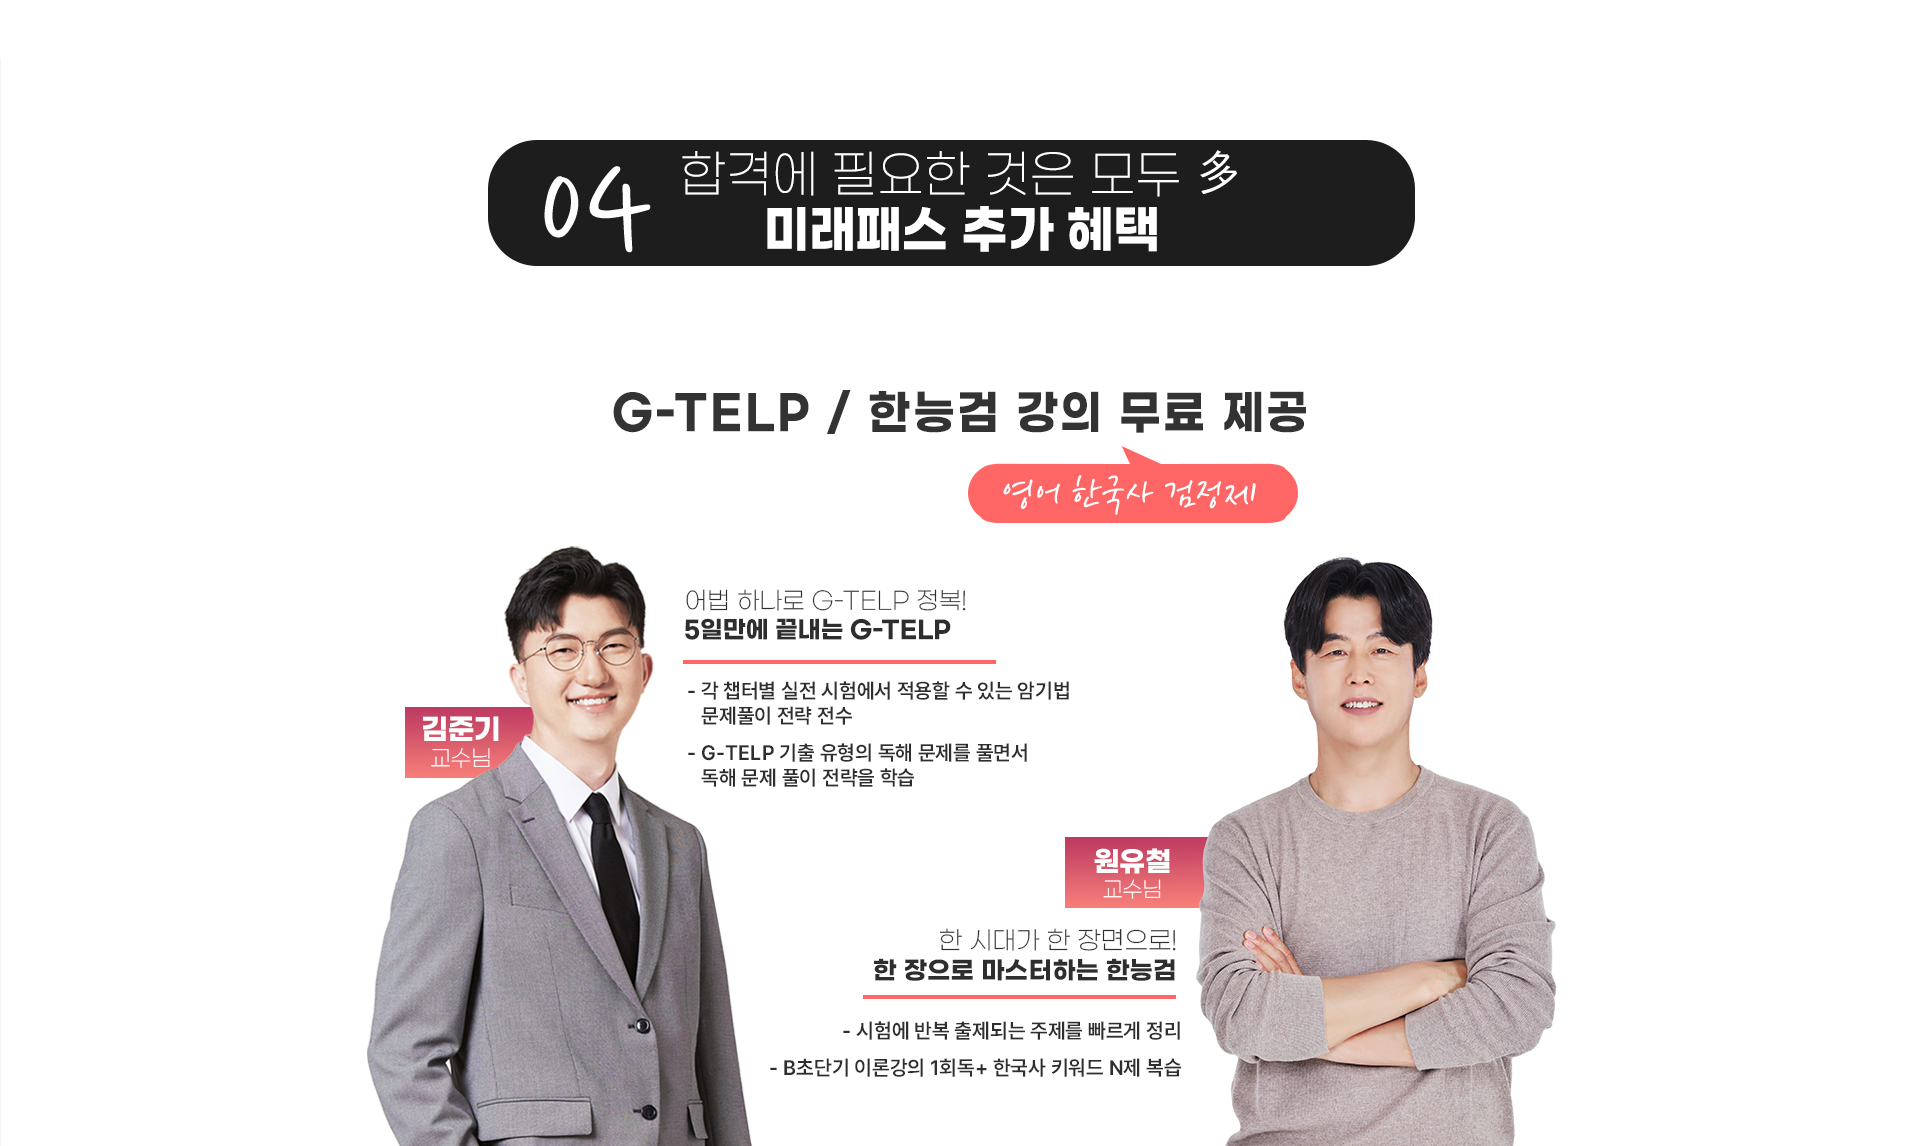 04
합격에 필요한 것은 모두 多
미래패스 추가 혜택
G-TELP / 한능검 강의 무료 제공
영어 한국사 검정제
어법 하나로 G-TELP 정복!
5일만에 끝내는 G-TELP
- 각 챕터별 실전 시험에서 적용할 수 있는 암기법
문제풀이 전략 전수
- G-TELP 기출 유형의 독해 문제를 풀면서
독해 문제 풀이 전략을 학습
김준기
교수님
원유철
교수님
한 시대가 한 장면으로!
한 장으로 마스터하는 한능검
- 시험에 반복 출제되는 주제를 빠르게 정리
- B초단기 이론강의 1회독+ 한국사 키워드 N제 복습